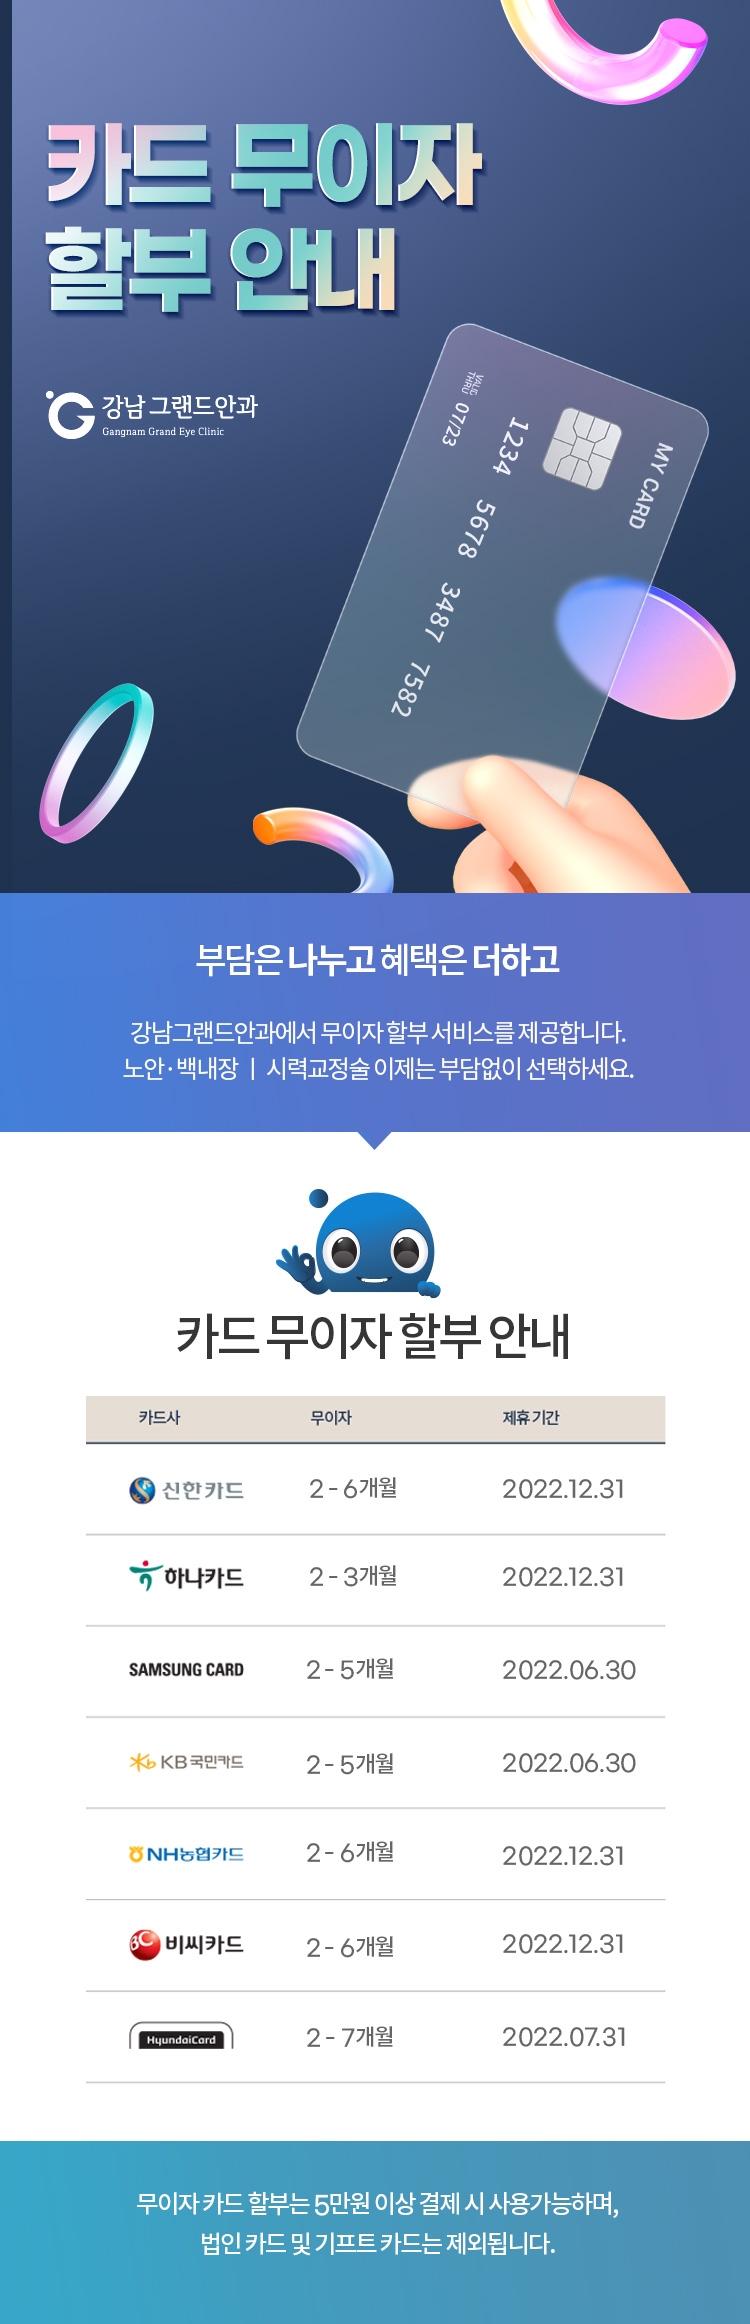 카드 무이자
할부 안내
강남 그랜드안과
Gangnam Grand Eye Clinic
VALID THRU 07/23
1234 5678 3487 7582
MY CARD
부담은 나누고 혜택은 더하고
강남그랜드안과에서 무이자 할부 서비스를 제공합니다.
노안·백내장 ㅣ 시력교정술 이제는 부담없이 선택하세요.
카드 무이자 할부 안내
카드사 무이자 제휴 기간
신한카드 2 - 6개월 2022.12.31
하나카드 2 - 3개월 2022.12.31
SAMSUNG CARD 2 - 5개월 2022.06.30
KB국민카드 2 - 5개월 2022.06.30
NH농협카드 2 - 6개월 2022.12.31
BC 비씨카드 2 - 6개월 2022.12.31
HyundaiCard 2 - 7개월 2022.07.31
무이자 카드 할부는 5만원 이상 결제 시 사용가능하며,
법인 카드 및 기프트 카드는 제외됩니다.